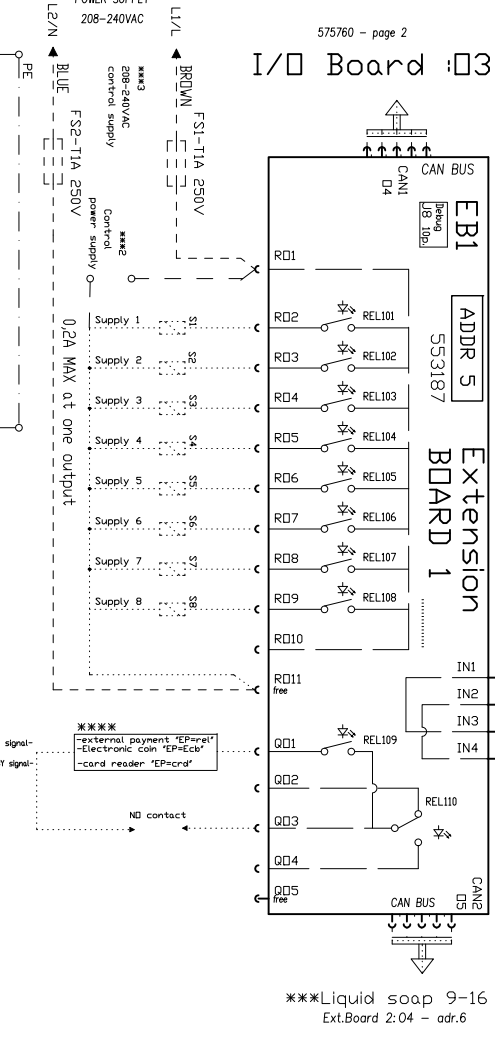 POWER SUPPLY
208-240VAC
L2/N
L1/L
PE
BLUE
BROWN
FS2-T1A 250V
FS1-T1A 250V
***3
208-240VAC
control supply
***2
Control
power supply
0,2A MAX at one output
575760 - page 2
I/O Board :03
CAN BUS
CAN1
04
Debug
J8 10p.
EB1
ADDR 5
553187
Extension
BOARD 1
RO1
Supply 1
S1
RO2
REL101
Supply 2
S2
RO3
REL102
Supply 3
S3
RO4
REL103
Supply 4
S4
RO5
REL104
Supply 5
S5
RO6
REL105
Supply 6
S6
RO7
REL106
Supply 7
S7
RO8
REL107
Supply 8
S8
RO9
REL108
RO10
RO11
free
IN1
IN2
IN3
IN4
****
-external payment "EP=rel"
-Electronic coin "EP=Ecb"
-card reader "EP=crd"
signal-
Y signal-
NO contact
QO1
REL109
QO2
REL110
QO3
QO4
QO5
free
CAN2
05
CAN BUS
***Liquid soap 9-16
Ext.Board 2:04 - adr.6